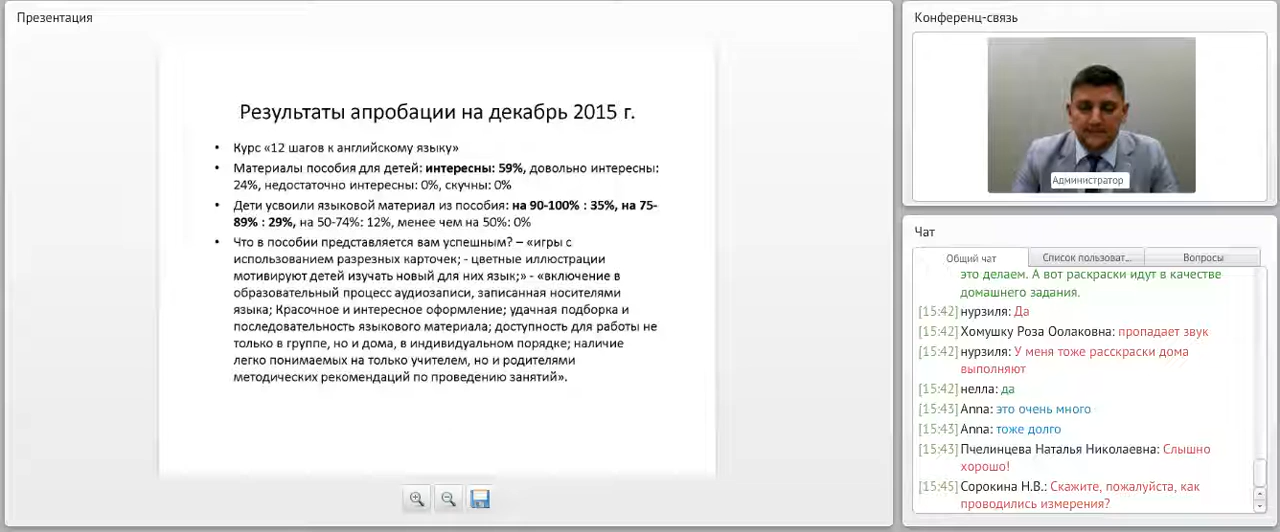 Презентация
Результаты апробации на декабрь 2015 г.
• Курс «12 шагов к английскому языку»
• Материалы пособия для детей: интересны: 59%, довольно интересны:
24%, недостаточно интересны: 0%, скучны: 0%
• Дети усвоили языковой материал из пособия: на 90-100% : 35%, на 75-
89% : 29%, на 50-74%: 12%, менее чем на 50%: 0%
• Что в пособии представляется вам успешным? – «игры с
использованием разрезных карточек; - цветные иллюстрации
мотивируют детей изучать новый для них язык;» - «включение в
образовательный процесс аудиозаписи, записанная носителями
языка; Красочное и интересное оформление; удачная подборка и
последовательность языкового материала; доступность для работы не
только в группе, но и дома, в индивидуальном порядке; наличие
легко понимаемых на только учителем, но и родителями
методических рекомендаций по проведению занятий».
Конференц-связь
Администратор
Чат
Общий чат
Список пользоват...
Вопросы
это делаем. А вот раскраски идут в качестве
домашнего задания.
[15:42] нурзиля: Да
[15:42] Хомушку Роза Оолаковна: пропадает звук
[15:42] нурзиля: У меня тоже расскраски дома
выполняют
[15:42] нелла: да
[15:43] Anna: это очень много
[15:43] Anna: тоже долго
[15:43] Пчелинцева Наталья Николаевна: Слышно
хорошо!
[15:45] Сорокина Н.В.: Скажите, пожалуйста, как
проводились измерения?